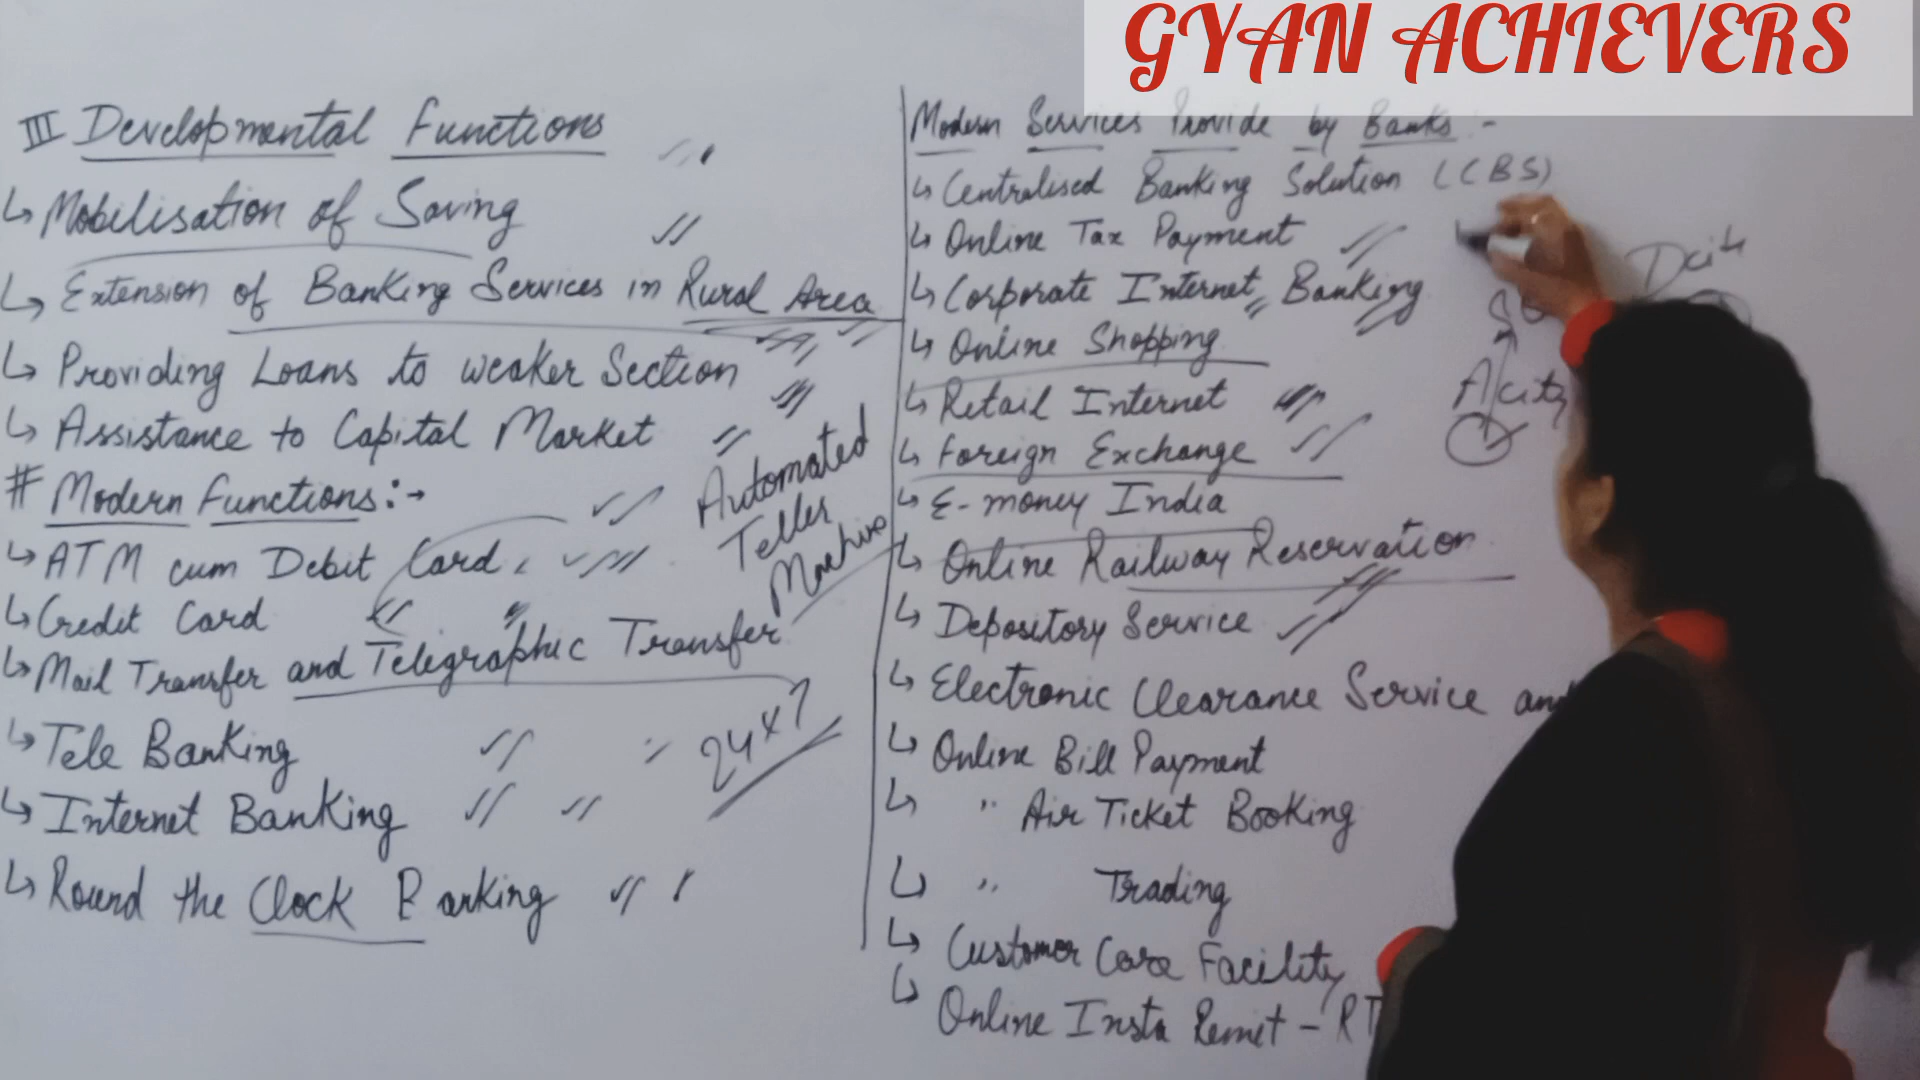 GYAN ACHIEVERS
III Developmental Functions
↳ Mobilisation of Saving
↳ Extension of Banking Services in Rural Area
↳ Providing Loans to weaker Section
↳ Assistance to Capital Market
# Modern Functions:-
↳ ATM cum Debit Card
↳ Credit Card
↳ Mail Transfer and Telegraphic Transfer
↳ Tele Banking
↳ Internet Banking
↳ Round the Clock Banking
Automated
Teller
Machine
24x7
Modern Services Provide by Banks :-
↳ Centralised Banking Solution (CBS)
↳ Online Tax Payment
↳ Corporate Internet Banking
↳ Online Shopping
↳ Retail Internet
↳ Foreign Exchange
↳ E-money India
↳ Online Railway Reservation
↳ Depository Service
↳ Electronic Clearance Service an
↳ Online Bill Payment
↳ " Air Ticket Booking
↳ " Trading
↳ Customer Care Facility
↳ Online Insta Remit - RT
A city